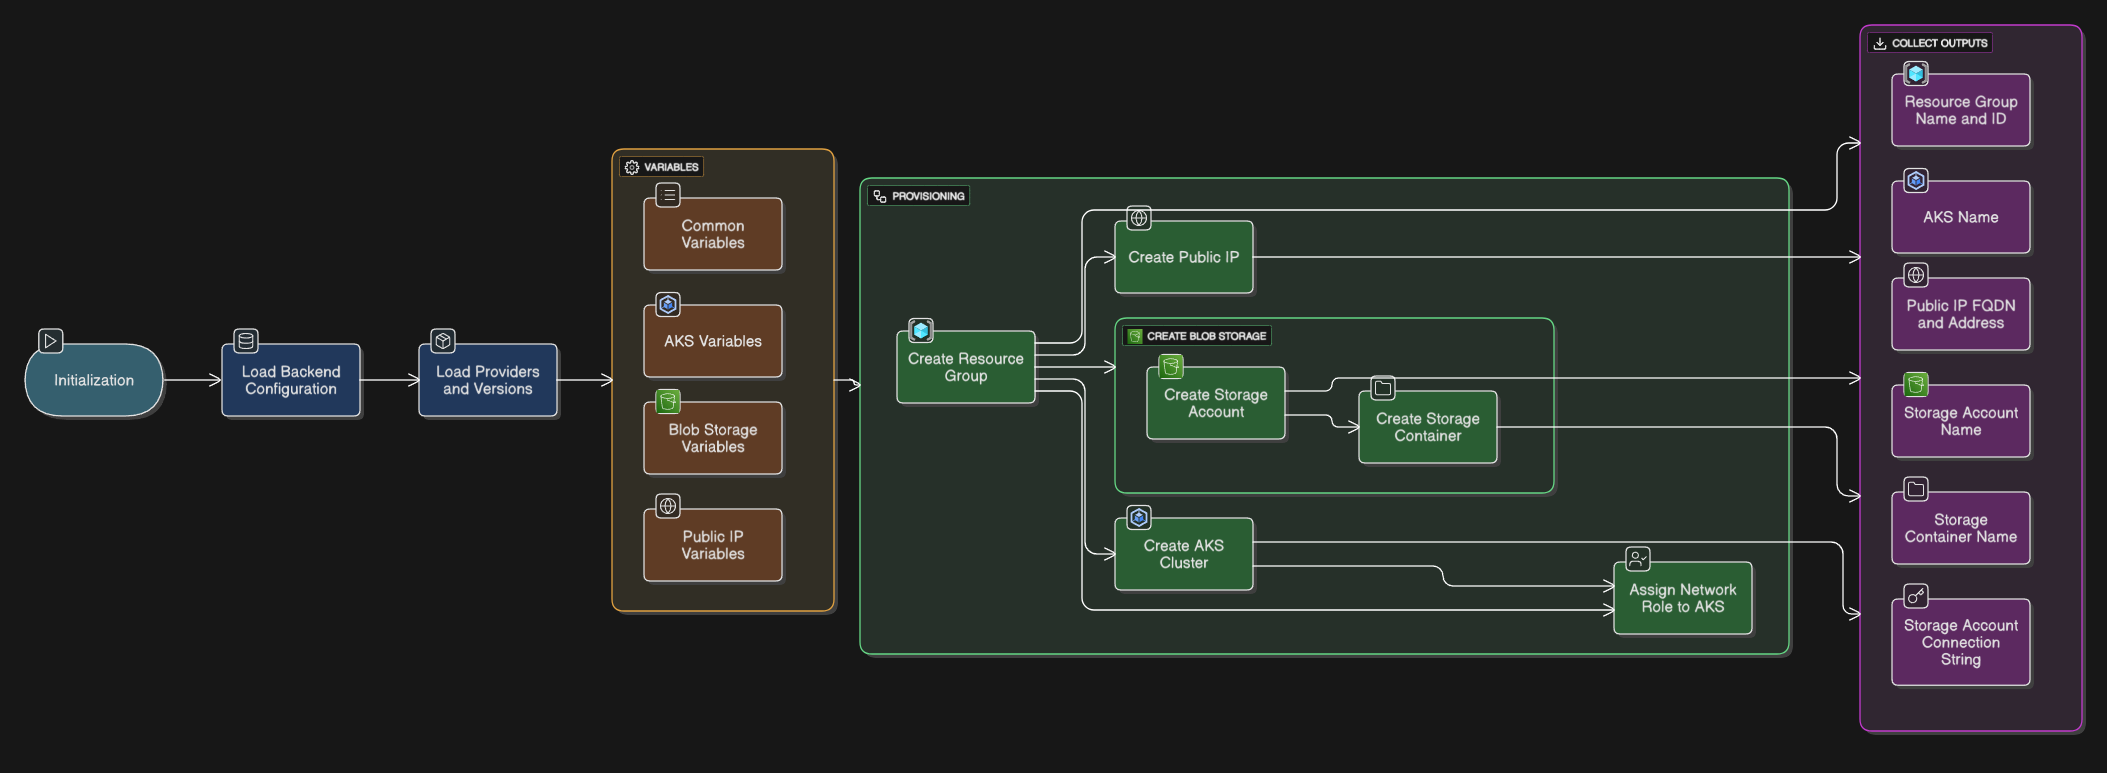 Initialization
Load Backend
Configuration
Load Providers
and Versions
VARIABLES
Common
Variables
AKS Variables
Blob Storage
Variables
Public IP
Variables
PROVISIONING
Create Resource
Group
Create Public IP
CREATE BLOB STORAGE
Create Storage
Account
Create Storage
Container
Create AKS
Cluster
Assign Network
Role to AKS
COLLECT OUTPUTS
Resource Group
Name and ID
AKS Name
Public IP FQDN
and Address
Storage Account
Name
Storage
Container Name
Storage Account
Connection
String